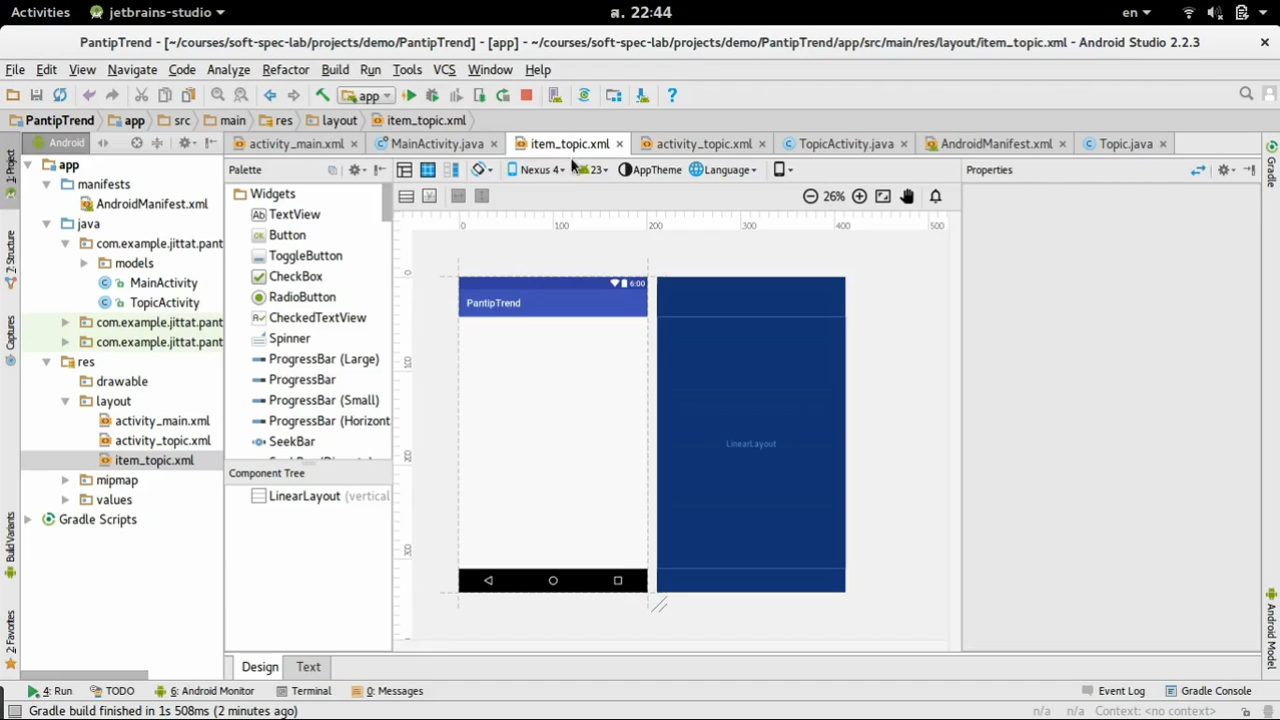 Activities jetbrains-studio ส. 22:44 en
PantipTrend - [~/courses/soft-spec-lab/projects/demo/PantipTrend] - [app] - ~/courses/soft-spec-lab/projects/demo/PantipTrend/app/src/main/res/layout/item_topic.xml - Android Studio 2.2.3
File Edit View Navigate Code Analyze Refactor Build Run Tools VCS Window Help
app
PantipTrend app src main res layout item_topic.xml
Android activity_main.xml MainActivity.java item_topic.xml activity_topic.xml TopicActivity.java AndroidManifest.xml Topic.java
Palette Nexus 4 23 AppTheme Language Properties
26%
1: Project
Z: Structure
Captures
Build Variants
2: Favorites
Gradle
Android Model
app
manifests
AndroidManifest.xml
java
com.example.jittat.pant
models
MainActivity
TopicActivity
com.example.jittat.pant
com.example.jittat.pant
res
drawable
layout
activity_main.xml
activity_topic.xml
item_topic.xml
mipmap
values
Gradle Scripts
Widgets
Ab TextView
OK Button
ToggleButton
CheckBox
RadioButton
CheckedTextView
Spinner
ProgressBar (Large)
ProgressBar
ProgressBar (Small)
ProgressBar (Horizont
SeekBar
Component Tree
LinearLayout (vertical
0 100 200 300 400 500
0
100
200
300
6:00
PantipTrend
LinearLayout
Design Text
4: Run TODO 6: Android Monitor Terminal 0: Messages Event Log Gradle Console
Gradle build finished in 1s 508ms (2 minutes ago) n/a n/a Context: <no context>